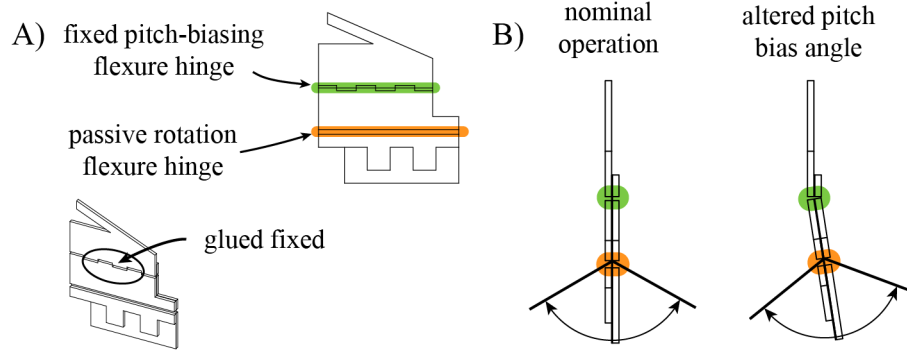 A)
fixed pitch-biasing
flexure hinge
passive rotation
flexure hinge
glued fixed
B)
nominal
operation
altered pitch
bias angle